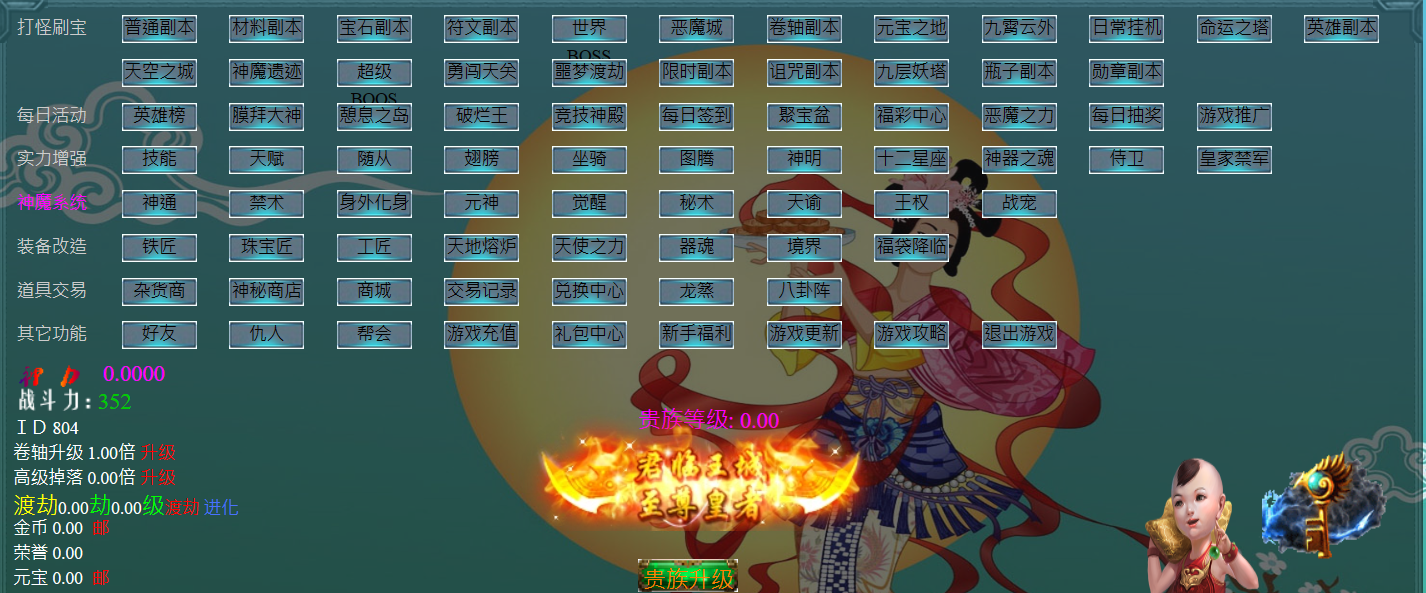 打怪刷宝 普通副本 材料副本 宝石副本 符文副本 世界BOSS 恶魔城 卷轴副本 元宝之地 九霄云外 日常挂机 命运之塔 英雄副本
天空之城 神魔遗迹 超级BOOS 勇闯天关 噩梦渡劫 限时副本 诅咒副本 九层妖塔 瓶子副本 勋章副本
每日活动 英雄榜 膜拜大神 憩息之岛 破烂王 竞技神殿 每日签到 聚宝盆 福彩中心 恶魔之力 每日抽奖 游戏推广
实力增强 技能 天赋 随从 翅膀 坐骑 图腾 神明 十二星座 神器之魂 侍卫 皇家禁军
神魔系统 神通 禁术 身外化身 元神 觉醒 秘术 天谕 王权 战宠
装备改造 铁匠 珠宝匠 工匠 天地熔炉 天使之力 器魂 境界 福袋降临
道具交易 杂货商 神秘商店 商城 交易记录 兑换中心 龙蒸 八卦阵
其它功能 好友 仇人 帮会 游戏充值 礼包中心 新手福利 游戏更新 游戏攻略 退出游戏
神力 0.0000
战斗力:352
ＩＤ 804
卷轴升级 1.00倍 升级
高级掉落 0.00倍 升级
渡劫0.00劫0.00级渡劫 进化
金币 0.00 邮
荣誉 0.00
元宝 0.00 邮
贵族等级: 0.00
君临王城
至尊皇者
贵族升级